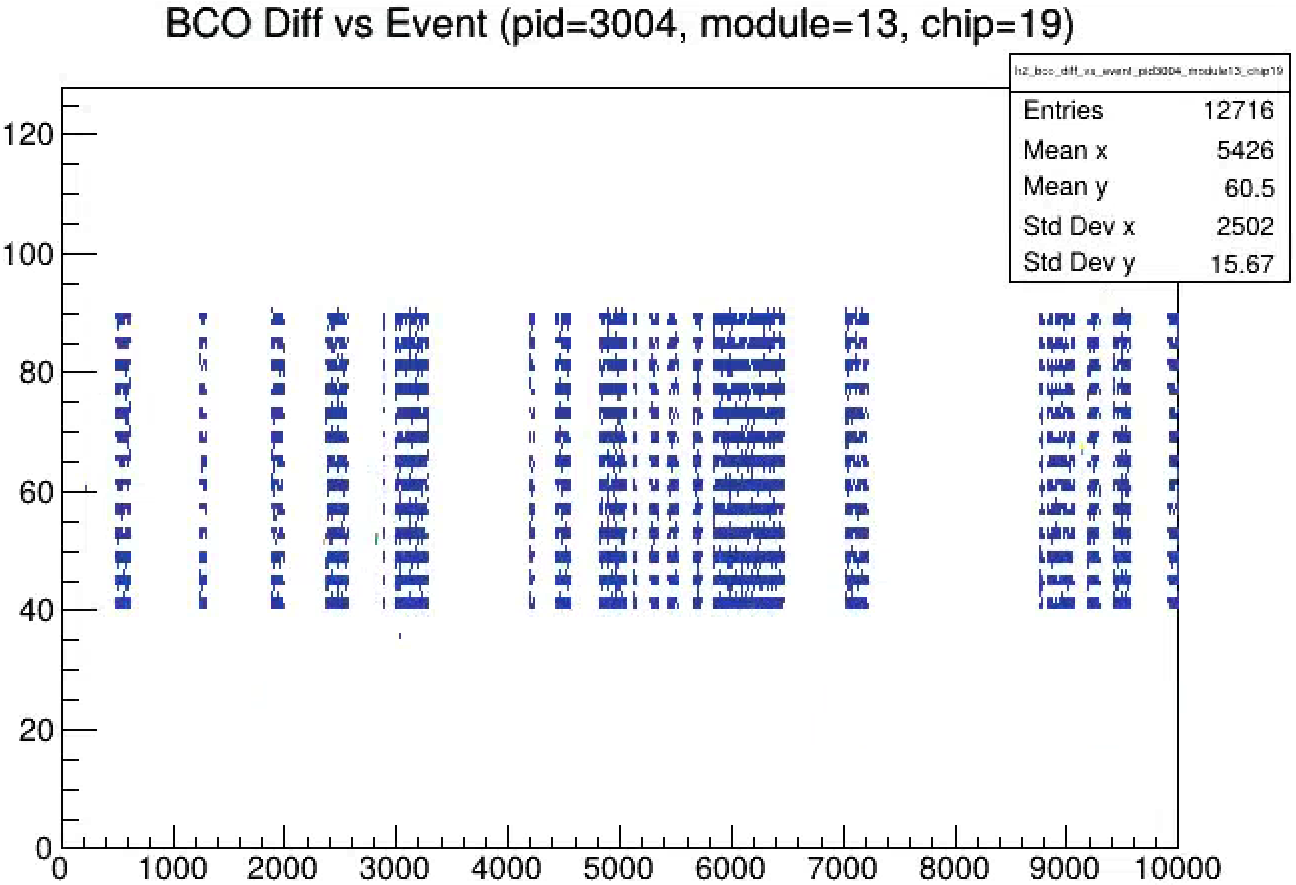 BCO Diff vs Event (pid=3004, module=13, chip=19)
h2_bco_diff_vs_event_pid3004_module13_chip19
Entries 12716
Mean x 5426
Mean y 60.5
Std Dev x 2502
Std Dev y 15.67
120
100
80
60
40
20
0
0 1000 2000 3000 4000 5000 6000 7000 8000 9000 10000